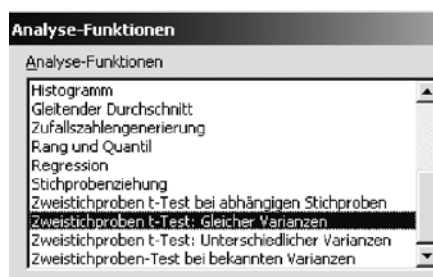 Analyse-Funktionen
Analyse-Funktionen
Histogramm
Gleitender Durchschnitt
Zufallszahlengenerierung
Rang und Quantil
Regression
Stichprobenziehung
Zweistichproben t-Test bei abhängigen Stichproben
Zweistichproben t-Test: Gleicher Varianzen
Zweistichproben t-Test: Unterschiedlicher Varianzen
Zweistichproben-Test bei bekannten Varianzen